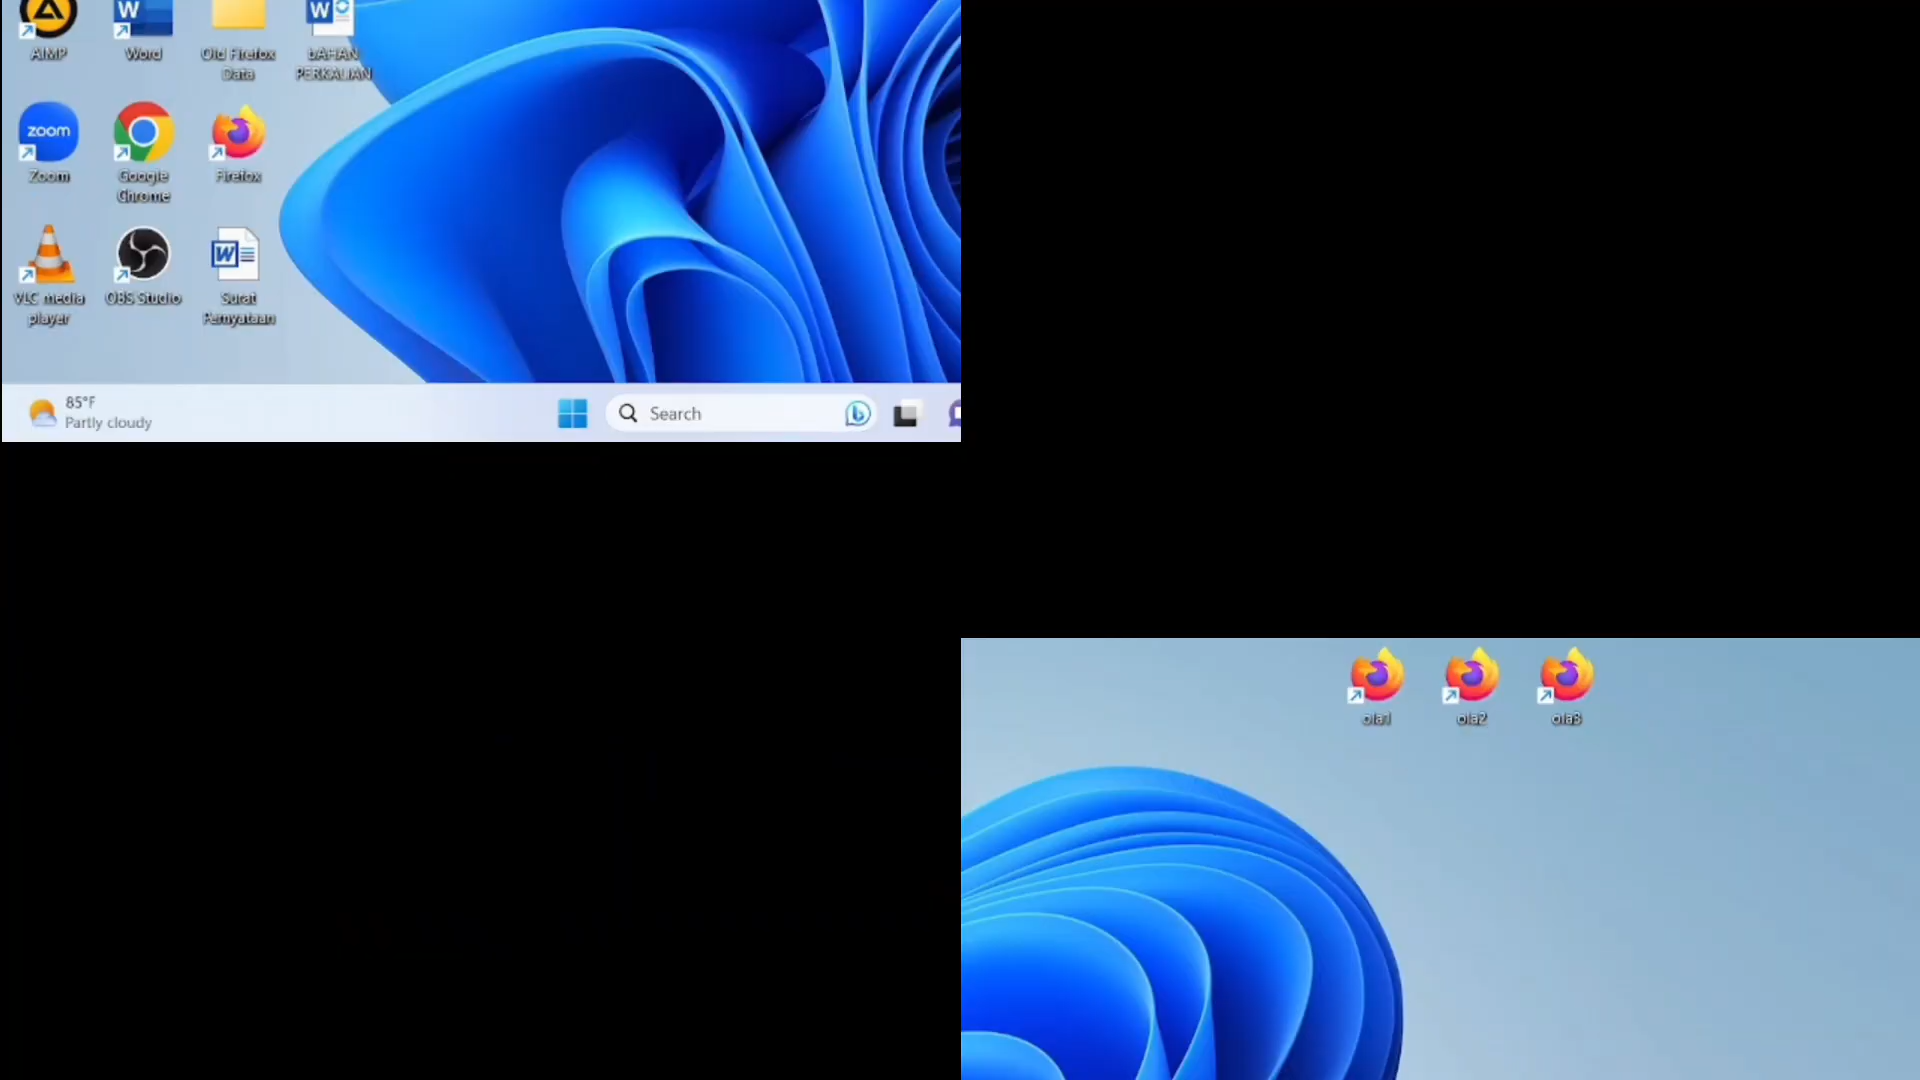 AIMP
Word
Old Firefox
Data
bAHAN
PERKALIAN
zoom
Zoom
Google
Chrome
Firefox
VLC media
player
OBS Studio
Surat
Pernyataan
85°F
Partly cloudy
Search
ola1
ola2
ola3